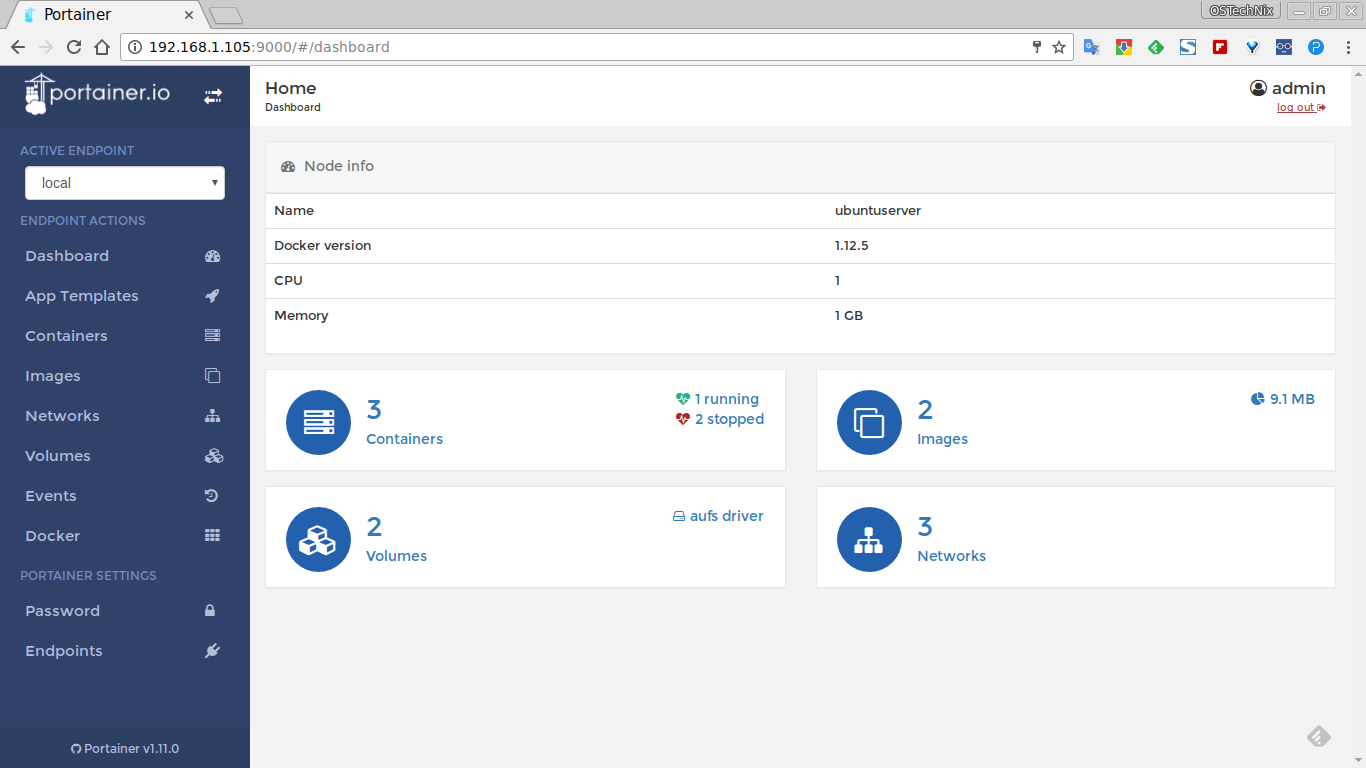 Portainer
OSTechNix
192.168.1.105:9000/#/dashboard
portainer.io
ACTIVE ENDPOINT
local
ENDPOINT ACTIONS
Dashboard
App Templates
Containers
Images
Networks
Volumes
Events
Docker
PORTAINER SETTINGS
Password
Endpoints
Portainer v1.11.0
Home
Dashboard
admin
log out
Node info
Name ubuntuserver
Docker version 1.12.5
CPU 1
Memory 1 GB
3
Containers
1 running
2 stopped
2
Images
9.1 MB
2
Volumes
aufs driver
3
Networks